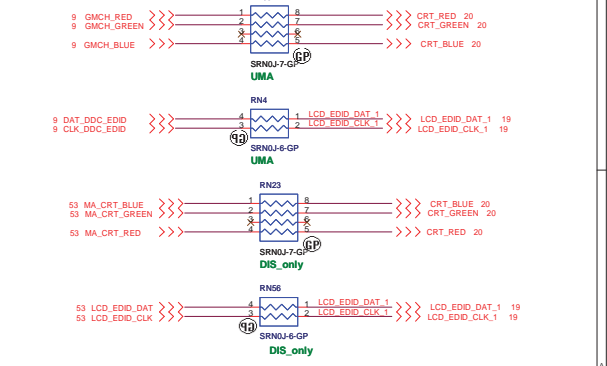 9 GMCH_RED 1 8 CRT_RED 20
9 GMCH_GREEN 2 7 CRT_GREEN 20
3 6
9 GMCH_BLUE 4 5 CRT_BLUE 20
SRN0J-7-GP GP
UMA
RN4
9 DAT_DDC_EDID 4 1 LCD_EDID_DAT_1 LCD_EDID_DAT_1 19
9 CLK_DDC_EDID 3 2 LCD_EDID_CLK_1 LCD_EDID_CLK_1 19
GP
SRN0J-6-GP
UMA
RN23
53 MA_CRT_BLUE 1 8 CRT_BLUE 20
53 MA_CRT_GREEN 2 7 CRT_GREEN 20
3 6
53 MA_CRT_RED 4 5 CRT_RED 20
SRN0J-7-GP GP
DIS_only
RN56
53 LCD_EDID_DAT 4 1 LCD_EDID_DAT_1 LCD_EDID_DAT_1 19
53 LCD_EDID_CLK 3 2 LCD_EDID_CLK_1 LCD_EDID_CLK_1 19
GP
SRN0J-6-GP
DIS_only